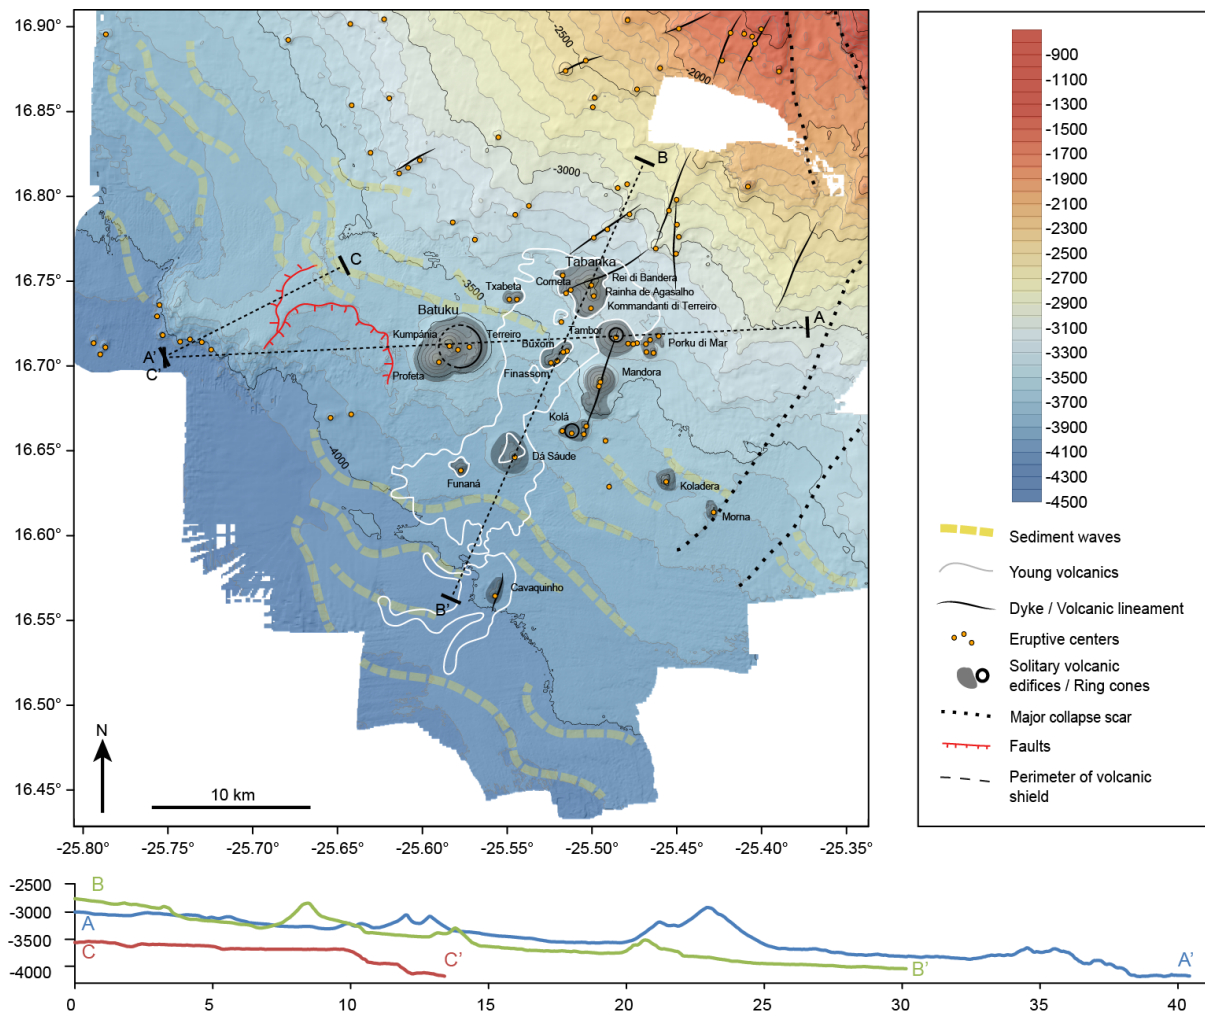 16.90°
16.85°
16.80°
16.75°
16.70°
16.65°
16.60°
16.55°
16.50°
16.45°
-2500
-2000
-3000
B
C
Tabanka
Rei di Bandera
Cometa
Rainha de Agasalho
Txabeta
-3500
Kommandanti di Terreiro
Batuku
A
Kumpánia
Terreiro
Tambor
Búxom
Porku di Mar
A'
C'
Profeta
Finassom
Mandora
Kolá
-4000
Dá Sáude
Funaná
Koladera
Morna
Cavaquinho
B'
N
10 km
-25.80°
-25.75°
-25.70°
-25.65°
-25.60°
-25.55°
-25.50°
-25.45°
-25.40°
-25.35°
-900
-1100
-1300
-1500
-1700
-1900
-2100
-2300
-2500
-2700
-2900
-3100
-3300
-3500
-3700
-3900
-4100
-4300
-4500
Sediment waves
Young volcanics
Dyke / Volcanic lineament
Eruptive centers
Solitary volcanic
edifices / Ring cones
Major collapse scar
Faults
Perimeter of volcanic
shield
-2500
-3000
-3500
-4000
B
A
C
C'
B'
A'
0
5
10
15
20
25
30
35
40